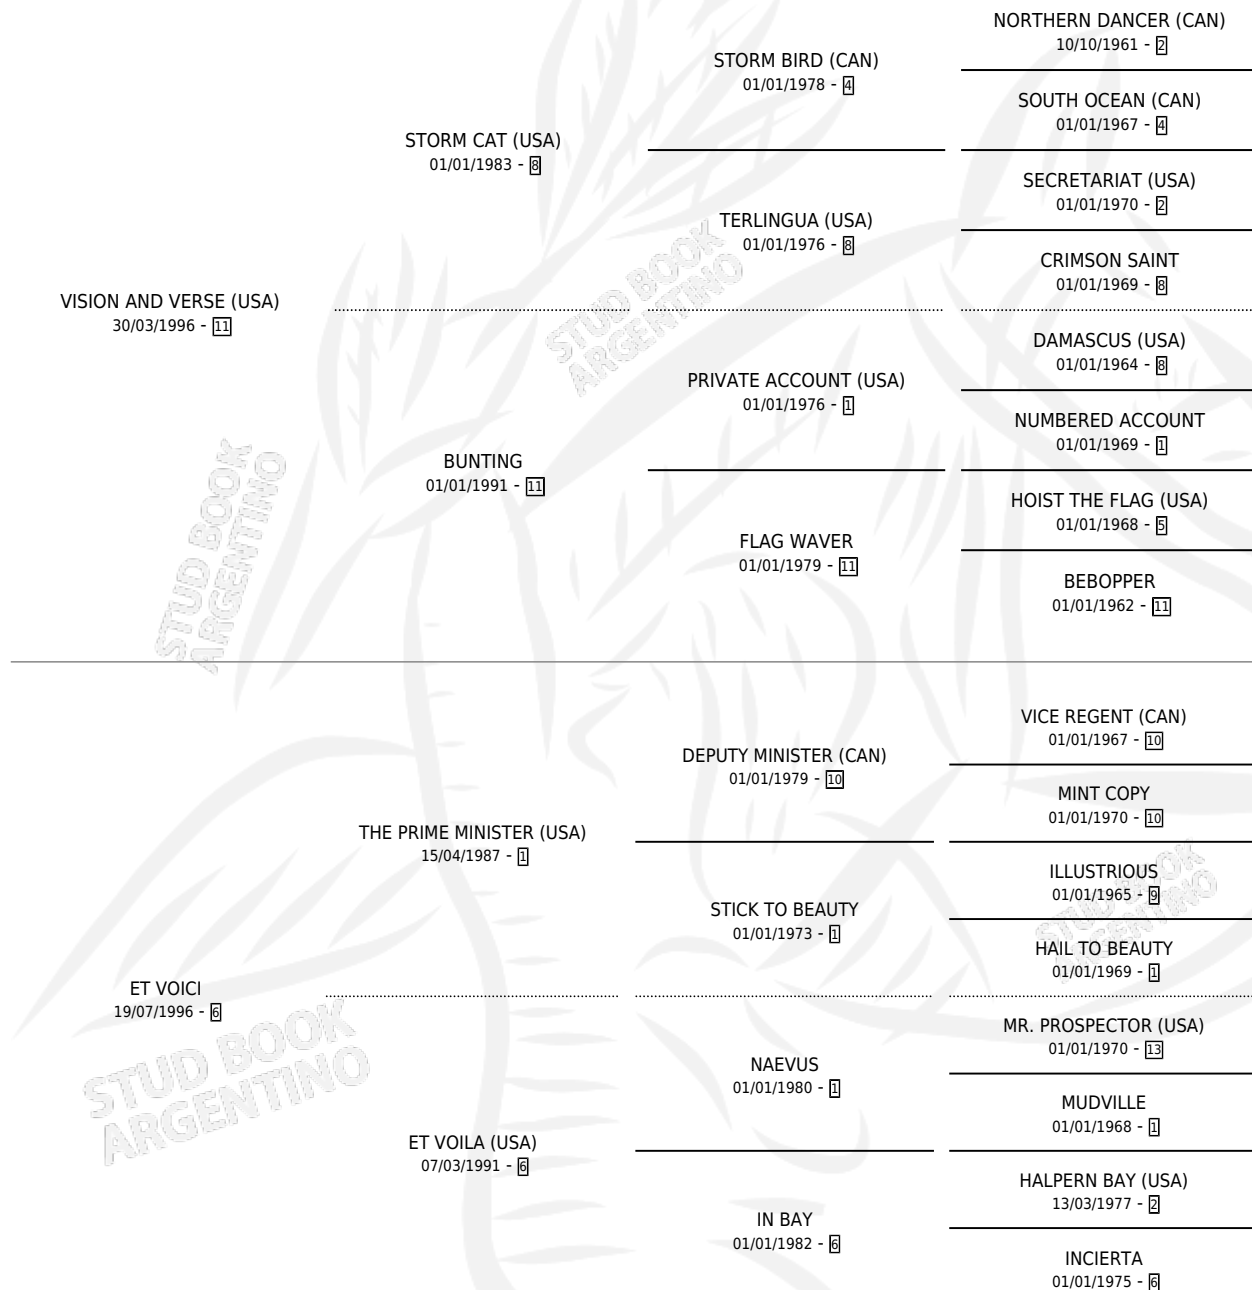 NORTHERN DANCER (CAN)
10/10/1961 - 2
STORM BIRD (CAN)
01/01/1978 - 4
SOUTH OCEAN (CAN)
01/01/1967 - 4
STORM CAT (USA)
01/01/1983 - 8
SECRETARIAT (USA)
01/01/1970 - 2
TERLINGUA (USA)
01/01/1976 - 8
CRIMSON SAINT
01/01/1969 - 8
VISION AND VERSE (USA)
30/03/1996 - 11
DAMASCUS (USA)
01/01/1964 - 8
PRIVATE ACCOUNT (USA)
01/01/1976 - 1
NUMBERED ACCOUNT
01/01/1969 - 1
BUNTING
01/01/1991 - 11
HOIST THE FLAG (USA)
01/01/1968 - 5
FLAG WAVER
01/01/1979 - 11
BEBOPPER
01/01/1962 - 11
VICE REGENT (CAN)
01/01/1967 - 10
DEPUTY MINISTER (CAN)
01/01/1979 - 10
MINT COPY
01/01/1970 - 10
THE PRIME MINISTER (USA)
15/04/1987 - 1
ILLUSTRIOUS
01/01/1965 - 9
STICK TO BEAUTY
01/01/1973 - 1
HAIL TO BEAUTY
01/01/1969 - 1
ET VOICI
19/07/1996 - 6
MR. PROSPECTOR (USA)
01/01/1970 - 13
NAEVUS
01/01/1980 - 1
MUDVILLE
01/01/1968 - 1
ET VOILA (USA)
07/03/1991 - 6
HALPERN BAY (USA)
13/03/1977 - 2
IN BAY
01/01/1982 - 6
INCIERTA
01/01/1975 - 6
STUD BOOK
ARGENTINO
STUD BOOK
ARGENTINO
STUD BOOK
ARGENTINO
STUD BOOK
ARGENTINO